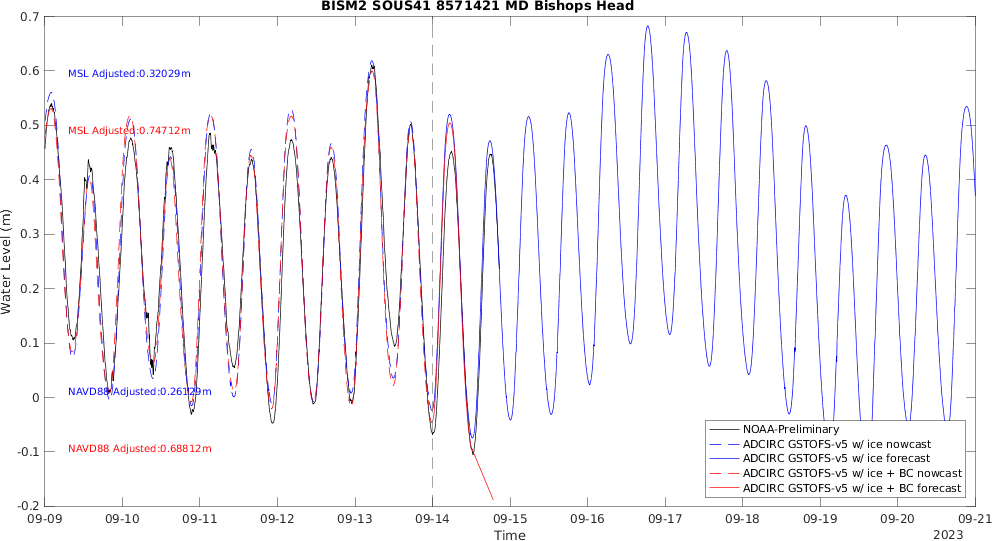 BISM2 SOUS41 8571421 MD Bishops Head
Water Level (m)
0.7
0.6
0.5
0.4
0.3
0.2
0.1
0
-0.1
-0.2
MSL Adjusted:0.32029m
MSL Adjusted:0.74712m
NAVD88 Adjusted:0.26129m
NAVD88 Adjusted:0.68812m
NOAA-Preliminary
ADCIRC GSTOFS-v5 w/ ice nowcast
ADCIRC GSTOFS-v5 w/ ice forecast
ADCIRC GSTOFS-v5 w/ ice + BC nowcast
ADCIRC GSTOFS-v5 w/ ice + BC forecast
09-09 09-10 09-11 09-12 09-13 09-14 09-15 09-16 09-17 09-18 09-19 09-20 09-21
Time
2023